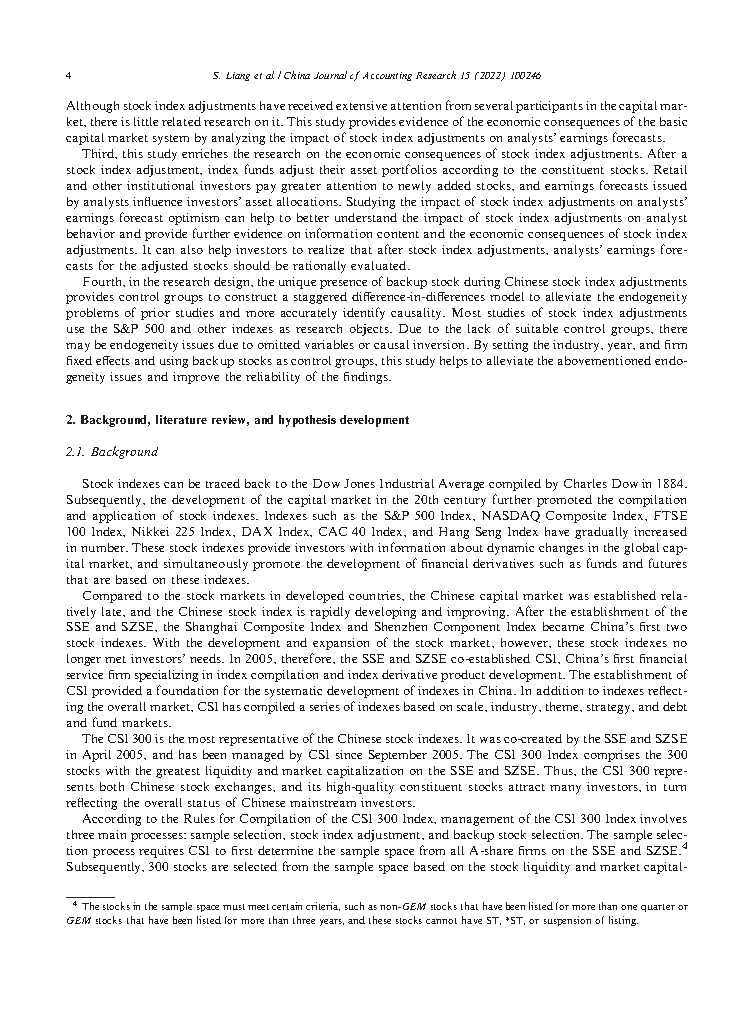 4
S. Liang et al. / China Journal of Accounting Research 15 (2022) 100246
Although stock index adjustments have received extensive attention from several participants in the capital mar-
ket, there is little related research on it. This study provides evidence of the economic consequences of the basic
capital market system by analyzing the impact of stock index adjustments on analysts' earnings forecasts.
Third, this study enriches the research on the economic consequences of stock index adjustments. After a
stock index adjustment, index funds adjust their asset portfolios according to the constituent stocks. Retail
and other institutional investors pay greater attention to newly added stocks, and earnings forecasts issued
by analysts influence investors' asset allocations. Studying the impact of stock index adjustments on analysts'
earnings forecast optimism can help to better understand the impact of stock index adjustments on analyst
behavior and provide further evidence on information content and the economic consequences of stock index
adjustments. It can also help investors to realize that after stock index adjustments, analysts' earnings fore-
casts for the adjusted stocks should be rationally evaluated.
Fourth, in the research design, the unique presence of backup stock during Chinese stock index adjustments
provides control groups to construct a staggered difference-in-differences model to alleviate the endogeneity
problems of prior studies and more accurately identify causality. Most studies of stock index adjustments
use the S&P 500 and other indexes as research objects. Due to the lack of suitable control groups, there
may be endogeneity issues due to omitted variables or causal inversion. By setting the industry, year, and firm
fixed effects and using backup stocks as control groups, this study helps to alleviate the abovementioned endo-
geneity issues and improve the reliability of the findings.
2. Background, literature review, and hypothesis development
2.1. Background
Stock indexes can be traced back to the Dow Jones Industrial Average compiled by Charles Dow in 1884.
Subsequently, the development of the capital market in the 20th century further promoted the compilation
and application of stock indexes. Indexes such as the S&P 500 Index, NASDAQ Composite Index, FTSE
100 Index, Nikkei 225 Index, DAX Index, CAC 40 Index, and Hang Seng Index have gradually increased
in number. These stock indexes provide investors with information about dynamic changes in the global cap-
ital market, and simultaneously promote the development of financial derivatives such as funds and futures
that are based on these indexes.
Compared to the stock markets in developed countries, the Chinese capital market was established rela-
tively late, and the Chinese stock index is rapidly developing and improving. After the establishment of the
SSE and SZSE, the Shanghai Composite Index and Shenzhen Component Index became China's first two
stock indexes. With the development and expansion of the stock market, however, these stock indexes no
longer met investors' needs. In 2005, therefore, the SSE and SZSE co-established CSI, China's first financial
service firm specializing in index compilation and index derivative product development. The establishment of
CSI provided a foundation for the systematic development of indexes in China. In addition to indexes reflect-
ing the overall market, CSI has compiled a series of indexes based on scale, industry, theme, strategy, and debt
and fund markets.
The CSI 300 is the most representative of the Chinese stock indexes. It was co-created by the SSE and SZSE
in April 2005, and has been managed by CSI since September 2005. The CSI 300 Index comprises the 300
stocks with the greatest liquidity and market capitalization on the SSE and SZSE. Thus, the CSI 300 repre-
sents both Chinese stock exchanges, and its high-quality constituent stocks attract many investors, in turn
reflecting the overall status of Chinese mainstream investors.
According to the Rules for Compilation of the CSI 300 Index, management of the CSI 300 Index involves
three main processes: sample selection, stock index adjustment, and backup stock selection. The sample selec-
tion process requires CSI to first determine the sample space from all A-share firms on the SSE and SZSE.4
Subsequently, 300 stocks are selected from the sample space based on the stock liquidity and market capital-
4 The stocks in the sample space must meet certain criteria, such as non-GEM stocks that have been listed for more than one quarter or
GEM stocks that have been listed for more than three years, and these stocks cannot have ST, *ST, or suspension of listing.